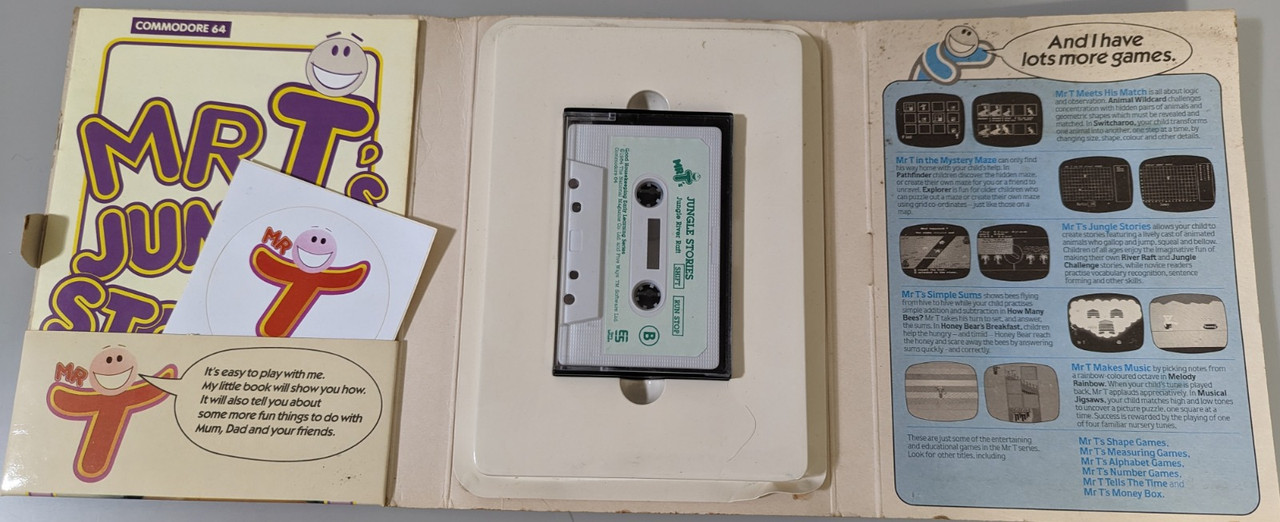 COMMODORE 64
MR T's
JUN
ST
MR T
MR T
It's easy to play with me.
My little book will show you how.
It will also tell you about
some more fun things to do with
Mum, Dad and your friends.
MR T's
JUNGLE STORIES
Jungle River Raft
SHIFT RUN STOP
Good Housekeeping Early Learning Series
Commodore 64
B
And I have
lots more games.
Mr T Meets His Match is all about logic
and observation. Animal Wildcard challenges
concentration with hidden pairs of animals and
geometric shapes which must be revealed and
matched. In Switcharoo, your child transforms
one animal into another, one step at a time, by
changing size, shape, colour and other details.
Mr T in the Mystery Maze can only find
his way home with your child's help. In
Pathfinder children discover the hidden maze,
or create their own maze for you or a friend to
unravel. Explorer is fun for older children who
can puzzle out a maze or create their own maze
using grid co-ordinates – just like those on a
map.
Mr T's Jungle Stories allows your child to
create stories featuring a lively cast of animated
animals who gallop and jump, squeal and bellow.
Children of all ages enjoy the imaginative fun of
making their own River Raft and Jungle
Challenge stories, while novice readers
practise vocabulary recognition, sentence
forming and other skills.
Mr T's Simple Sums shows bees flying
from hive to hive while your child practises
simple addition and subtraction in How Many
Bees? Mr T takes his turn to set, and answer,
the sums. In Honey Bear's Breakfast, children
help the hungry – and timid – Honey Bear reach
the honey and scare away the bees by answering
sums quickly – and correctly.
Mr T Makes Music by picking notes from
a rainbow-coloured octave in Melody
Rainbow. When your child's tune is played
back, Mr T applauds appreciatively. In Musical
Jigsaws, your child matches high and low tones
to uncover a picture puzzle, one square at a
time. Success is rewarded by the playing of one
of four familiar nursery tunes.
These are just some of the entertaining
and educational games in the Mr T series.
Look for other titles, including
Mr T's Shape Games,
Mr T's Measuring Games,
Mr T's Alphabet Games,
Mr T's Number Games,
Mr T Tells The Time and
Mr T's Money Box.